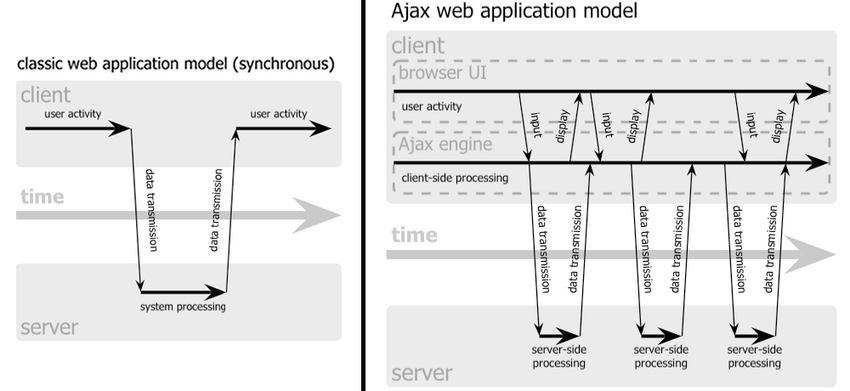 classic web application model (synchronous)
client
user activity
user activity
data transmission
data transmission
time
system processing
server
Ajax web application model
client
browser UI
user activity
input
display
input
display
input
display
Ajax engine
client-side processing
data transmission
data transmission
data transmission
data transmission
data transmission
data transmission
time
server-side
processing
server-side
processing
server-side
processing
server